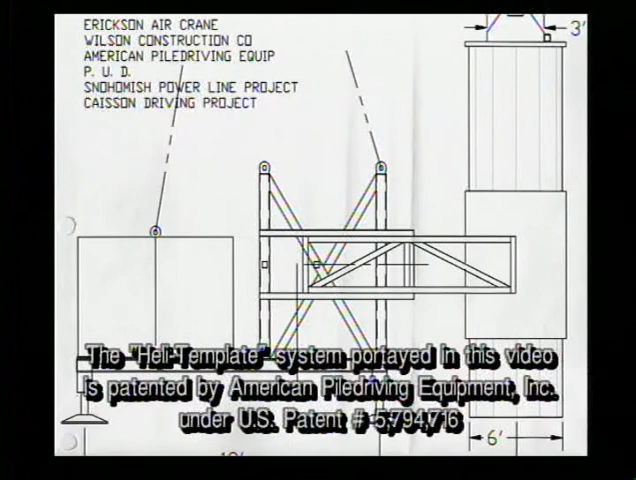 ERICKSON AIR CRANE
WILSON CONSTRUCTION CO
AMERICAN PILEDRIVING EQUIP
P. U. D.
SNOHOMISH POWER LINE PROJECT
CAISSON DRIVING PROJECT
3'
The "Heli-Template" system portayed in this video
is patented by American Piledriving Equipment, Inc.
under U.S. Patent # 5,794,716
6'